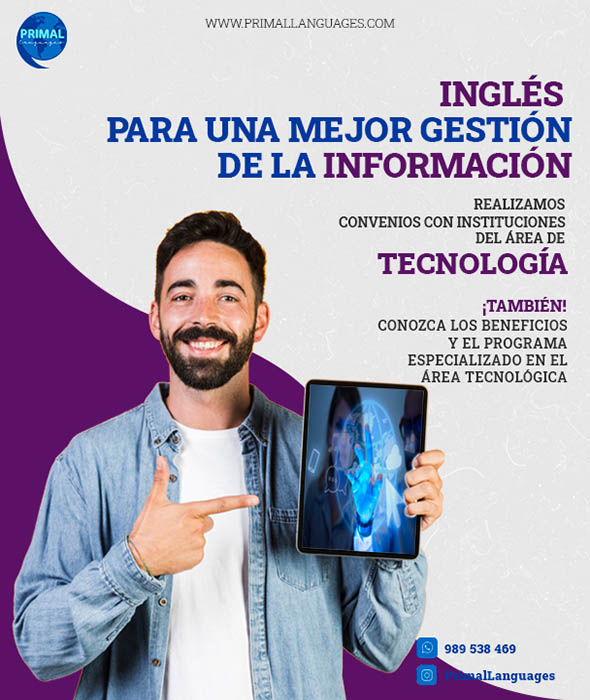 PRIMAL
Languages
WWW.PRIMALLANGUAGES.COM
INGLÉS
PARA UNA MEJOR GESTIÓN
DE LA INFORMACIÓN
REALIZAMOS
CONVENIOS CON INSTITUCIONES
DEL ÁREA DE
TECNOLOGÍA
¡TAMBIÉN!
CONOZCA LOS BENEFICIOS
Y EL PROGRAMA
ESPECIALIZADO EN EL
ÁREA TECNOLÓGICA
989 538 469
PrimalLanguages